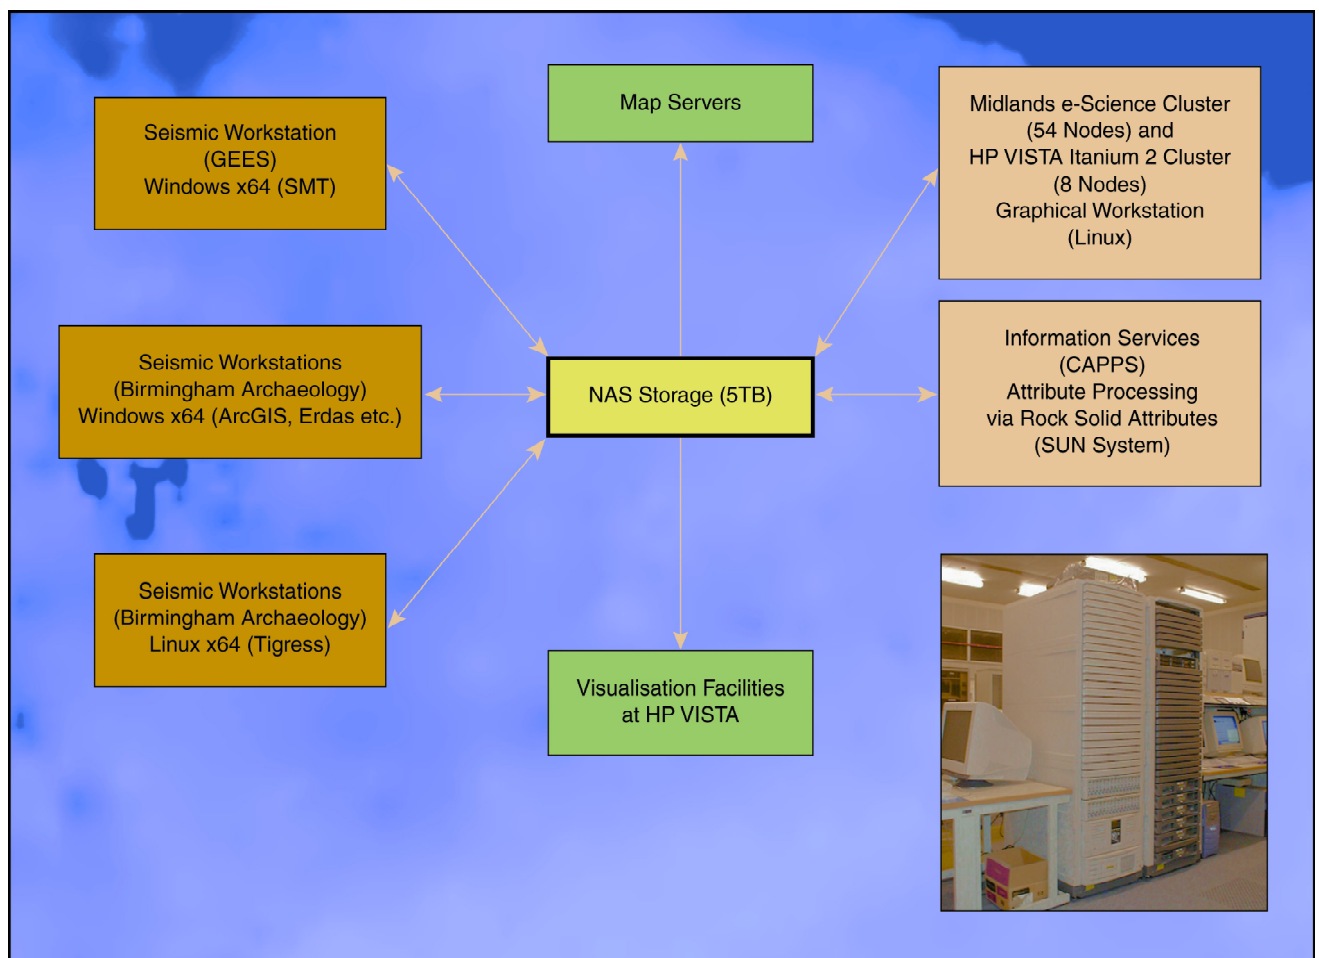 Map Servers
Seismic Workstation
(GEES)
Windows x64 (SMT)
Midlands e-Science Cluster
(54 Nodes) and
HP VISTA Itanium 2 Cluster
(8 Nodes)
Graphical Workstation
(Linux)
Seismic Workstations
(Birmingham Archaeology)
Windows x64 (ArcGIS, Erdas etc.)
NAS Storage (5TB)
Information Services
(CAPPS)
Attribute Processing
via Rock Solid Attributes
(SUN System)
Seismic Workstations
(Birmingham Archaeology)
Linux x64 (Tigress)
Visualisation Facilities
at HP VISTA